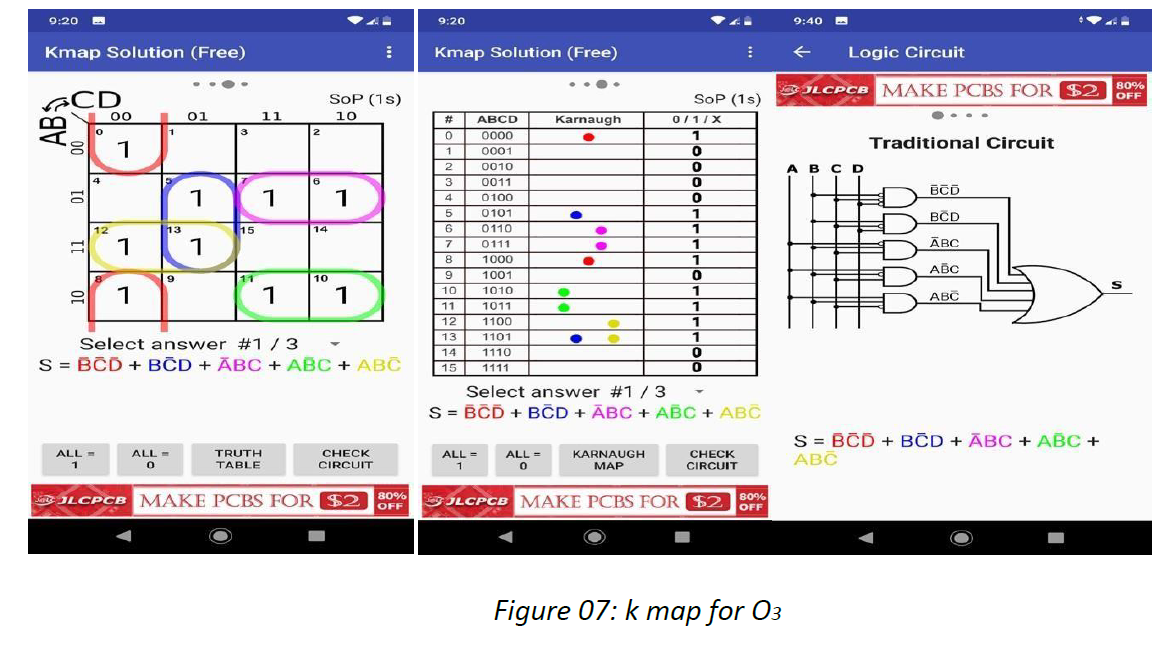 9:20
Kmap Solution (Free)
CD
SoP (1s)
AB
00 01 11 10
00 0 1 1 3 2
01 4 5 1 7 1 6 1
11 12 1 13 1 15 14
10 8 1 9 11 1 10 1
Select answer #1 / 3
S = B̄C̄D̄ + BC̄D + ĀBC + AB̄C + ABC̄
ALL = 1 ALL = 0 TRUTH TABLE CHECK CIRCUIT
JLCPCB MAKE PCBS FOR $2 80% OFF
9:20
Kmap Solution (Free)
SoP (1s)
# ABCD Karnaugh 0 / 1 / X
0 0000 1
1 0001 0
2 0010 0
3 0011 0
4 0100 0
5 0101 1
6 0110 1
7 0111 1
8 1000 1
9 1001 0
10 1010 1
11 1011 1
12 1100 1
13 1101 1
14 1110 0
15 1111 0
Select answer #1 / 3
S = B̄C̄D̄ + BC̄D + ĀBC + AB̄C + ABC̄
ALL = 1 ALL = 0 KARNAUGH MAP CHECK CIRCUIT
JLCPCB MAKE PCBS FOR $2 80% OFF
9:40
Logic Circuit
JLCPCB MAKE PCBS FOR $2 80% OFF
Traditional Circuit
A B C D
B̄C̄D̄
BC̄D
ĀBC
AB̄C
ABC̄
S
S = B̄C̄D̄ + BC̄D + ĀBC + AB̄C +
ABC̄
Figure 07: k map for O3